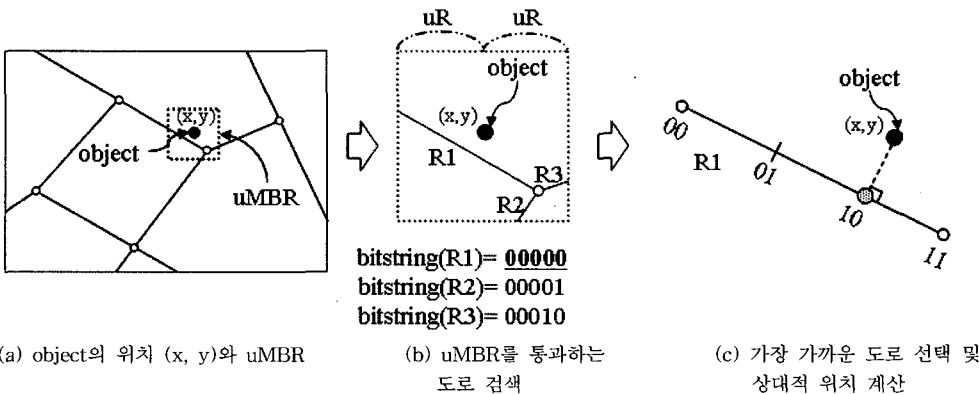 (x,y)
object
uMBR
uR uR
object
(x,y)
R1
R3
R2
bitstring(R1)= 00000
bitstring(R2)= 00001
bitstring(R3)= 00010
object
(x,y)
00
R1
01
10
11
(a) object의 위치 (x, y)와 uMBR
(b) uMBR를 통과하는
도로 검색
(c) 가장 가까운 도로 선택 및
상대적 위치 계산